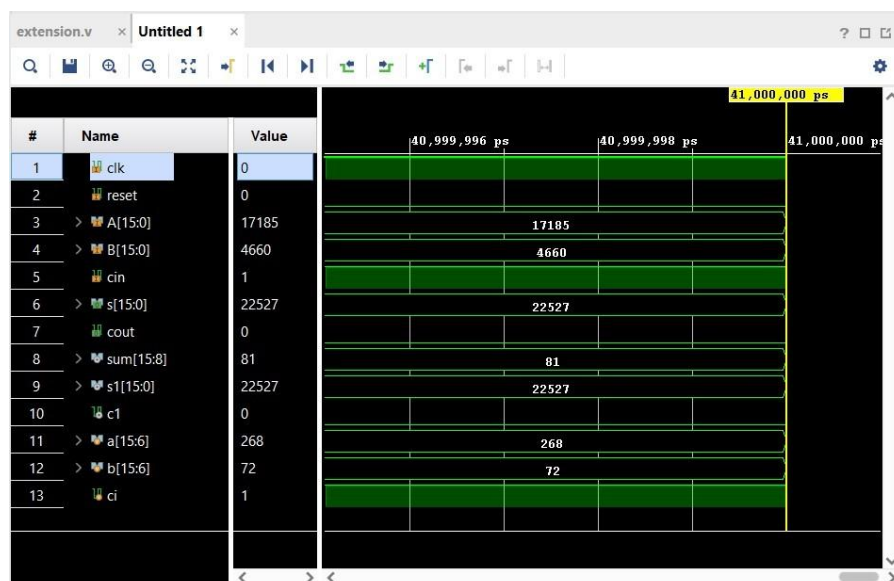 extension.v × Untitled 1 ×
?
41,000,000 ps
# Name Value 40,999,996 ps 40,999,998 ps 41,000,000 ps
1 clk 0
2 reset 0
3 > A[15:0] 17185 17185
4 > B[15:0] 4660 4660
5 cin 1
6 > s[15:0] 22527 22527
7 cout 0
8 > sum[15:8] 81 81
9 > s1[15:0] 22527 22527
10 c1 0
11 > a[15:6] 268 268
12 > b[15:6] 72 72
13 ci 1